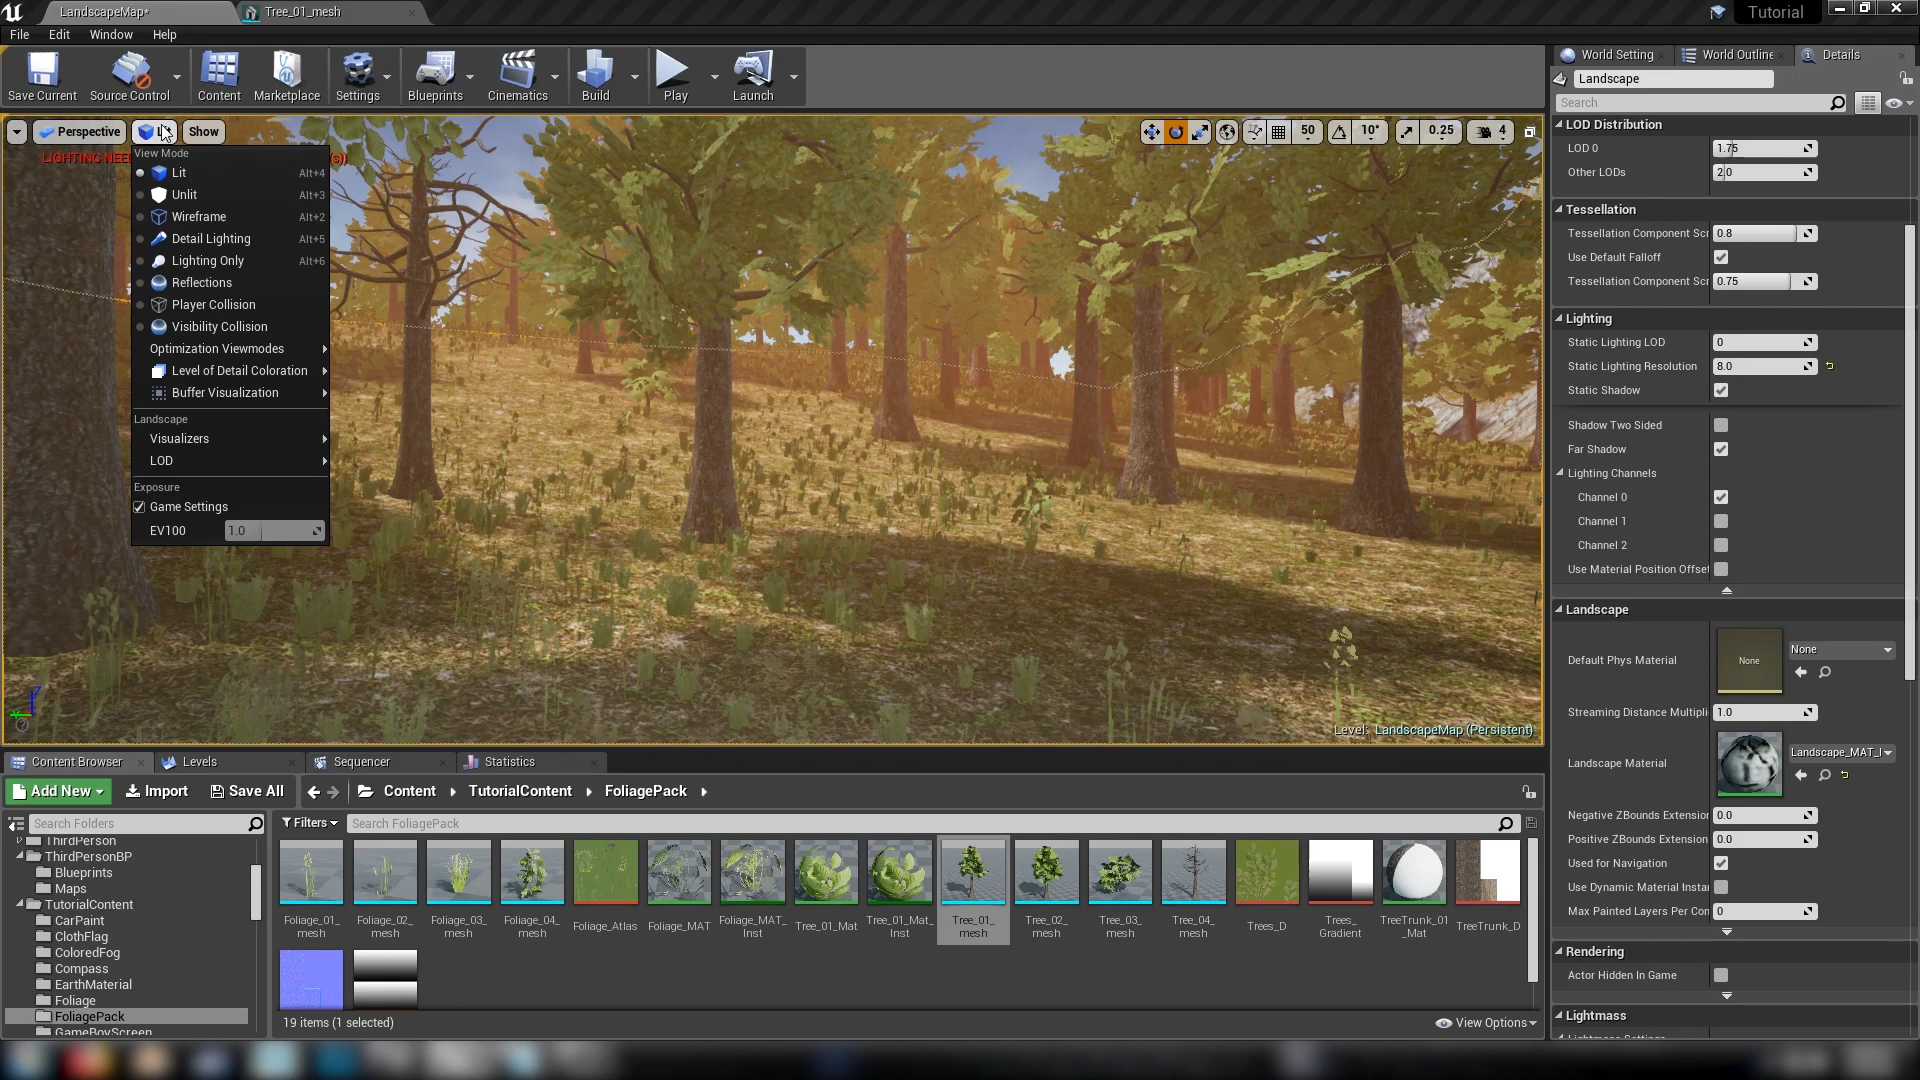 LandscapeMap*
Tree_01_mesh
Tutorial
File
Edit
Window
Help
Save Current
Source Control
Content
Marketplace
Settings
Blueprints
Cinematics
Build
Play
Launch
World Setting
World Outline
Details
Landscape
Search
Perspective
Show
50
10°
0.25
4
LIGHTING NEE
View Mode
Lit Alt+4
Unlit Alt+3
Wireframe Alt+2
Detail Lighting Alt+5
Lighting Only Alt+6
Reflections
Player Collision
Visibility Collision
Optimization Viewmodes
Level of Detail Coloration
Buffer Visualization
Landscape
Visualizers
LOD
Exposure
Game Settings
EV100 1.0
Level: LandscapeMap (Persistent)
LOD Distribution
LOD 0 1.75
Other LODs 2.0
Tessellation
Tessellation Component Scr 0.8
Use Default Falloff
Tessellation Component Scr 0.75
Lighting
Static Lighting LOD 0
Static Lighting Resolution 8.0
Static Shadow
Shadow Two Sided
Far Shadow
Lighting Channels
Channel 0
Channel 1
Channel 2
Use Material Position Offset
Landscape
Default Phys Material None None
Streaming Distance Multipli 1.0
Landscape Material Landscape_MAT_I
Negative ZBounds Extension 0.0
Positive ZBounds Extension 0.0
Used for Navigation
Use Dynamic Material Instan
Max Painted Layers Per Con 0
Rendering
Actor Hidden In Game
Lightmass
Content Browser
Levels
Sequencer
Statistics
Add New
Import
Save All
Content
TutorialContent
FoliagePack
Search Folders
Filters
Search FoliagePack
ThirdPerson
ThirdPersonBP
Blueprints
Maps
TutorialContent
CarPaint
ClothFlag
ColoredFog
Compass
EarthMaterial
Foliage
FoliagePack
GameBoyScreen
Foliage_01_
mesh
Foliage_02_
mesh
Foliage_03_
mesh
Foliage_04_
mesh
Foliage_Atlas
Foliage_MAT
Foliage_MAT_
Inst
Tree_01_Mat
Tree_01_Mat_
Inst
Tree_01_
mesh
Tree_02_
mesh
Tree_03_
mesh
Tree_04_
mesh
Trees_D
Trees_
Gradient
TreeTrunk_01
_Mat
TreeTrunk_D
19 items (1 selected)
View Options